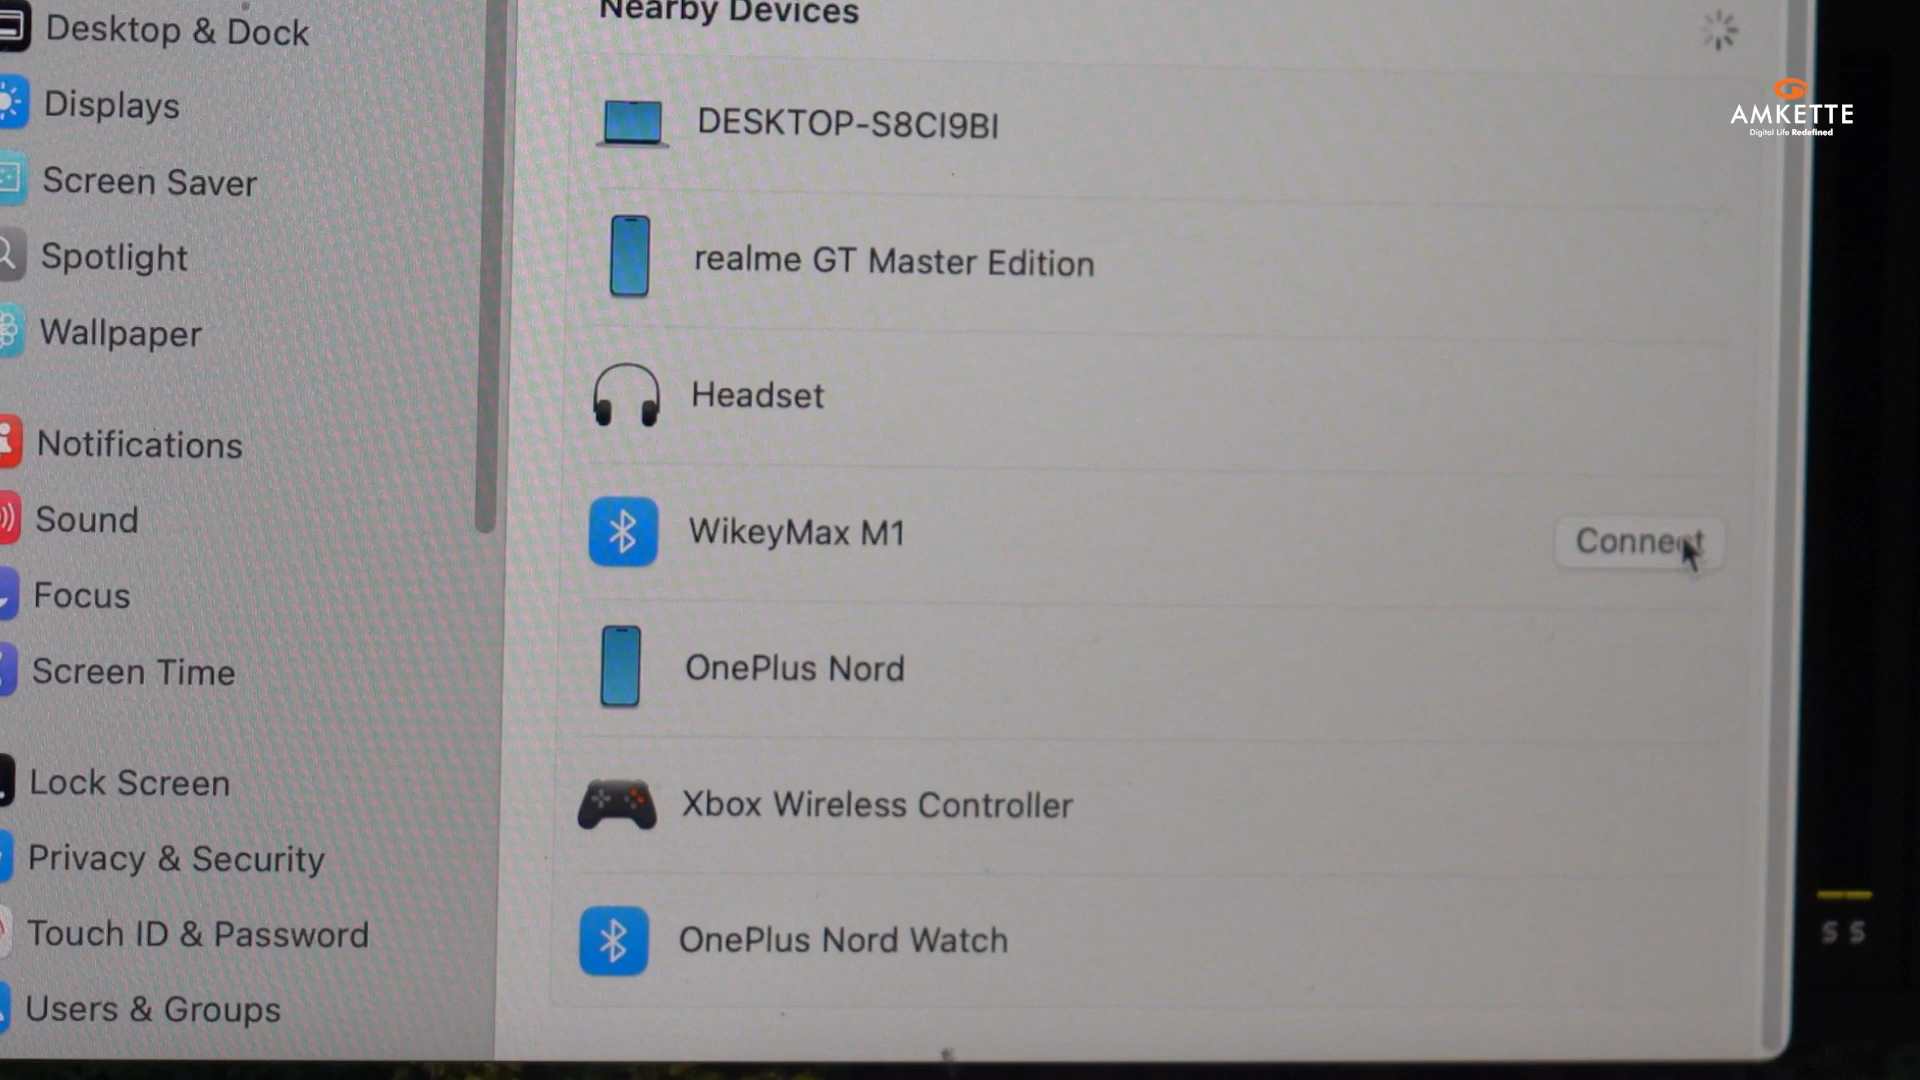 Desktop & Dock
Displays
Screen Saver
Spotlight
Wallpaper
Notifications
Sound
Focus
Screen Time
Lock Screen
Privacy & Security
Touch ID & Password
Users & Groups
Nearby Devices
DESKTOP-S8CI9BI
realme GT Master Edition
Headset
WikeyMax M1
Connect
OnePlus Nord
Xbox Wireless Controller
OnePlus Nord Watch
AMKETTE
Digital Life Redefined
S S